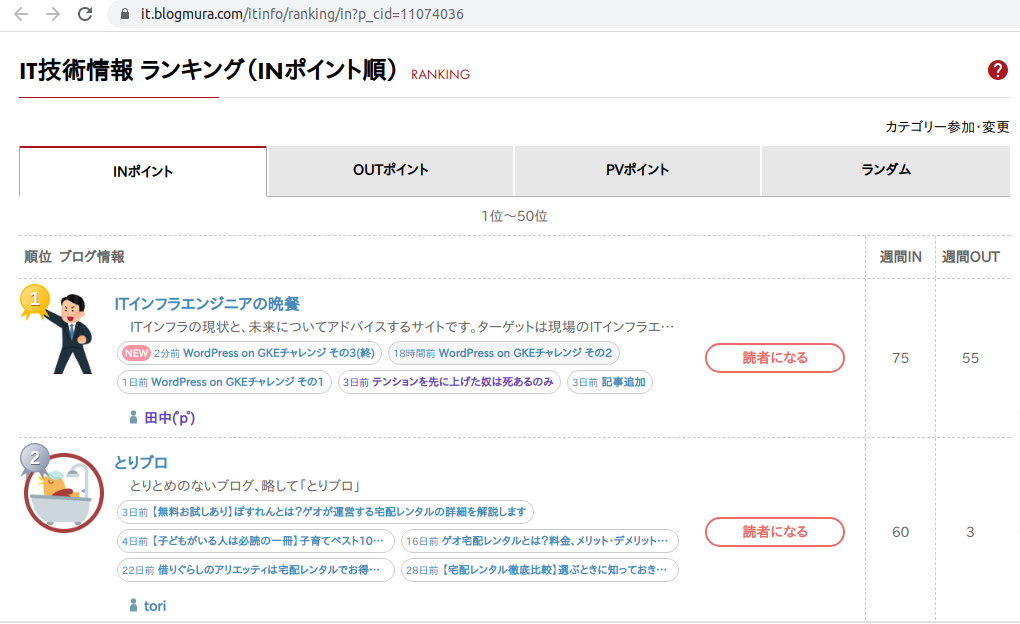 it.blogmura.com/itinfo/ranking/in?p_cid=11074036
IT技術情報 ランキング(INポイント順) RANKING
?
カテゴリー参加・変更
INポイント OUTポイント PVポイント ランダム
1位〜50位
順位 ブログ情報 週間IN 週間OUT
1 ITインフラエンジニアの晩餐
ITインフラの現状と、未来についてアドバイスするサイトです。ターゲットは現場のITインフラエ…
NEW 2分前 WordPress on GKEチャレンジ その3(終) 18時間前 WordPress on GKEチャレンジ その2
読者になる 75 55
1日前 WordPress on GKEチャレンジ その1 3日前 テンションを先に上げた奴は死あるのみ 3日前 記事追加
田中(ﾟpﾟ)
2 とりブロ
とりとめのないブログ、略して「とりブロ」
3日前 【無料お試しあり】ぽすれんとは?ゲオが運営する宅配レンタルの詳細を解説します
読者になる 60 3
4日前 【子どもがいる人は必読の一冊】子育てベスト10… 16日前 ゲオ宅配レンタルとは?料金、メリット・デメリット…
22日前 借りぐらしのアリエッティは宅配レンタルでお得… 28日前 【宅配レンタル徹底比較】選ぶときに知っておき…
tori